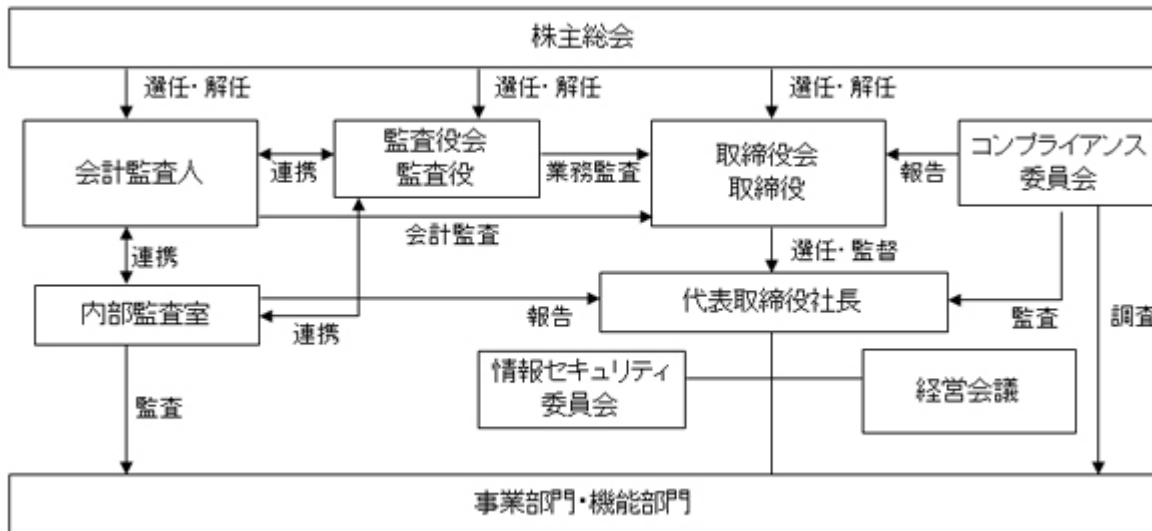 株主総会
選任・解任
選任・解任
選任・解任
会計監査人
連携
監査役会
監査役
業務監査
取締役会
取締役
報告
コンプライアンス
委員会
会計監査
連携
選任・監督
内部監査室
連携
報告
代表取締役社長
監査
調査
情報セキュリティ
委員会
経営会議
監査
事業部門・機能部門